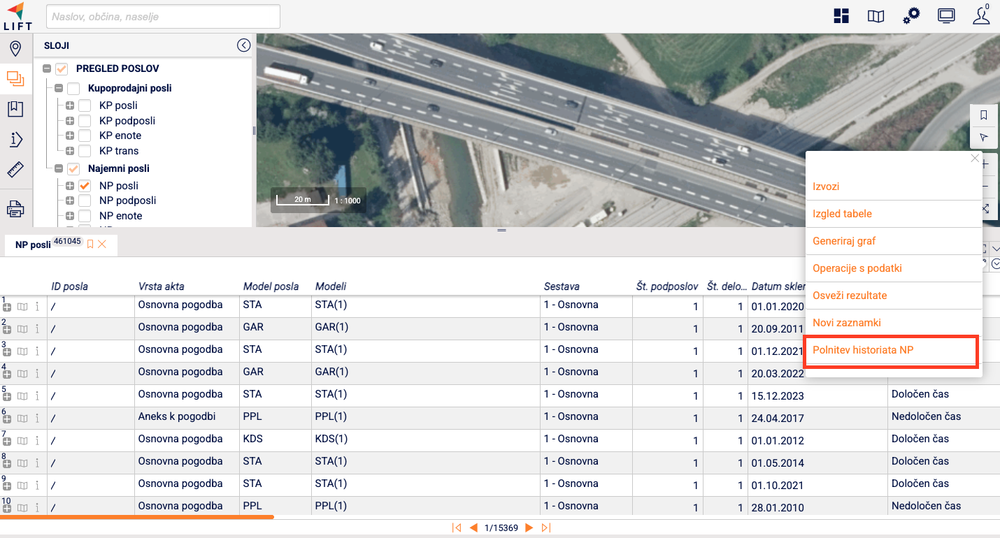 LIFT
Naslov, občina, naselje
0
SLOJI
PREGLED POSLOV
Kupoprodajni posli
KP posli
KP podposli
KP enote
KP trans
Najemni posli
NP posli
NP podposli
NP enote
20 m
1 : 1000
Izvozi
Izgled tabele
Generiraj graf
Operacije s podatki
Osveži rezultate
Novi zaznamki
Polnitev historiata NP
NP posli 461045
ID posla Vrsta akta Model posla Modeli Sestava Št. podposlov Št. delo... Datum skler
1 / Osnovna pogodba STA STA(1) 1 - Osnovna 1 1 01.01.2020
2 / Osnovna pogodba GAR GAR(1) 1 - Osnovna 1 1 20.09.2011
3 / Osnovna pogodba STA STA(1) 1 - Osnovna 1 1 01.12.2021
4 / Osnovna pogodba GAR GAR(1) 1 - Osnovna 1 1 20.03.2022
5 / Osnovna pogodba STA STA(1) 1 - Osnovna 1 1 15.12.2023 Določen čas
6 / Aneks k pogodbi PPL PPL(1) 1 - Osnovna 1 1 24.04.2017 Nedoločen čas
7 / Osnovna pogodba KDS KDS(1) 1 - Osnovna 1 1 01.01.2012 Določen čas
8 / Osnovna pogodba STA STA(1) 1 - Osnovna 1 1 01.05.2014 Določen čas
9 / Osnovna pogodba STA STA(1) 1 - Osnovna 1 1 01.10.2021 Določen čas
10 / Osnovna pogodba PPL PPL(1) 1 - Osnovna 1 1 28.01.2010 Nedoločen čas
1/15369